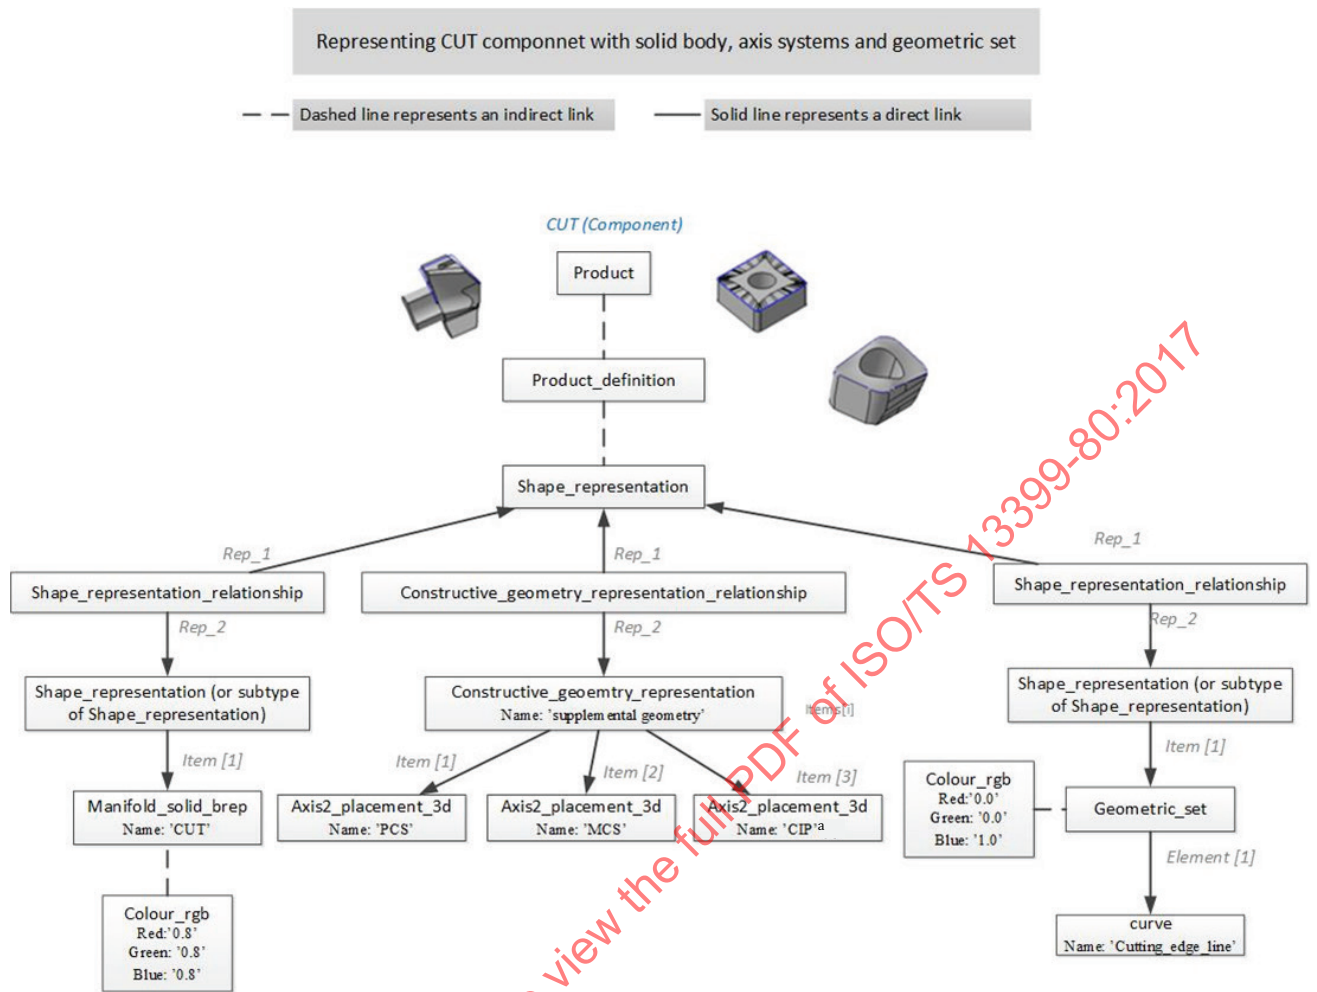 Representing CUT componnet with solid body, axis systems and geometric set
Dashed line represents an indirect link
Solid line represents a direct link
CUT (Component)
Product
Product_definition
Shape_representation
Rep_1
Rep_1
Rep_1
Shape_representation_relationship
Constructive_geometry_representation_relationship
Shape_representation_relationship
Rep_2
Rep_2
Rep_2
Shape_representation (or subtype
of Shape_representation)
Constructive_geoemtry_representation
Name: 'supplemental geometry'
Shape_representation (or subtype
of Shape_representation)
Items[i]
Item [1]
Item [1]
Item [2]
Item [3]
Item [1]
Manifold_solid_brep
Name: 'CUT'
Axis2_placement_3d
Name: 'PCS'
Axis2_placement_3d
Name: 'MCS'
Axis2_placement_3d
Name: 'CIP'a
Colour_rgb
Red:'0.0'
Green: '0.0'
Blue: '1.0'
Geometric_set
Element [1]
Colour_rgb
Red:'0.8'
Green: '0.8'
Blue: '0.8'
curve
Name: 'Cutting_edge_line'
view the full PDF of ISO/TS 13399-80:2017